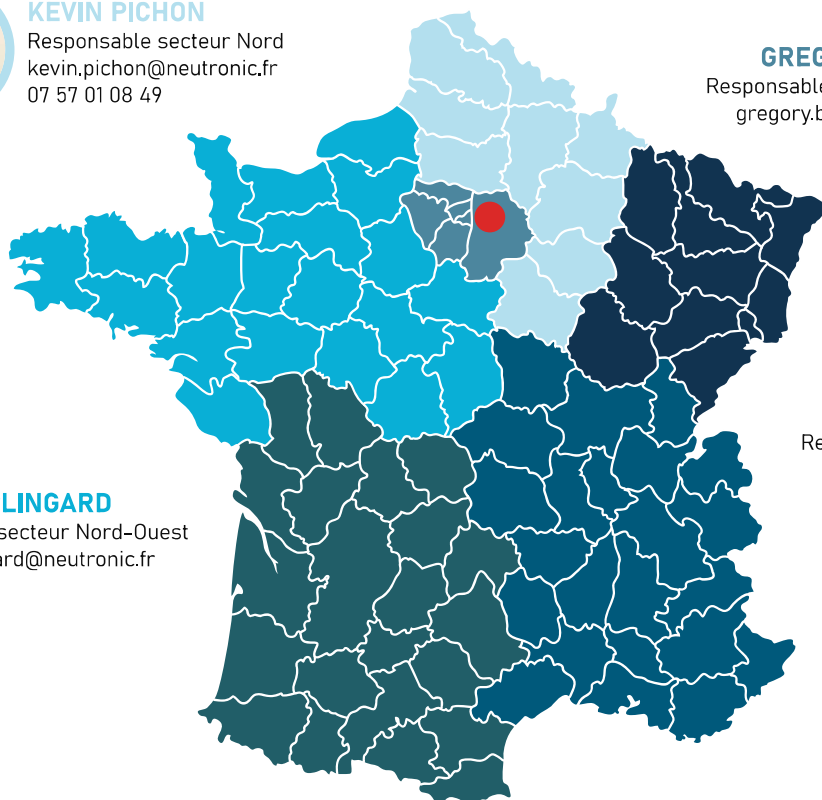 KEVIN PICHON
Responsable secteur Nord
kevin.pichon@neutronic.fr
07 57 01 08 49
GREG
Responsable
gregory.b
Re
LINGARD
secteur Nord-Ouest
ard@neutronic.fr